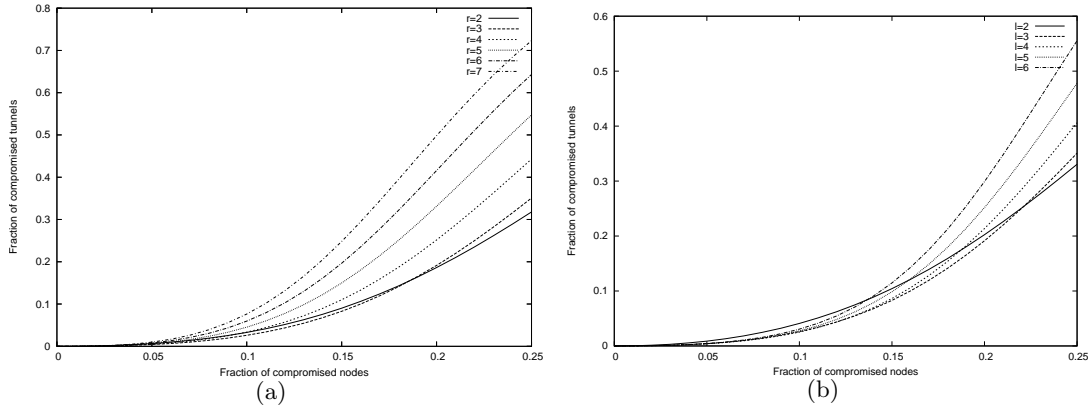 0.8
0.7
0.6
0.5
0.4
0.3
0.2
0.1
0
Fraction of compromised tunnels
r=2
r=3
r=4
r=5
r=6
r=7
0 0.05 0.1 0.15 0.2 0.25
Fraction of compromised nodes
(a)
0.6
0.5
0.4
0.3
0.2
0.1
0
Fraction of compromised tunnels
l=2
l=3
l=4
l=5
l=6
0 0.05 0.1 0.15 0.2 0.25
Fraction of compromised nodes
(b)